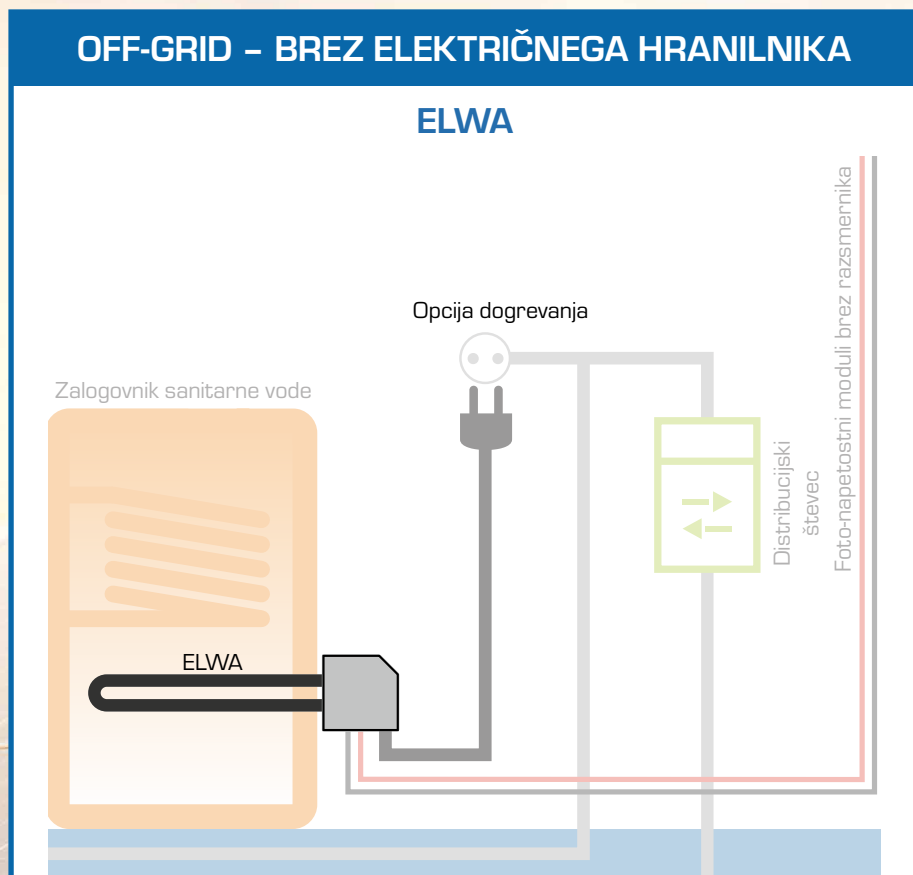 OFF-GRID – BREZ ELEKTRIČNEGA HRANILNIKA
ELWA
Opcija dogrevanja
Zalogovnik sanitarne vode
Distribucijski
števec
Foto-napetostni moduli brez razsmernika
ELWA